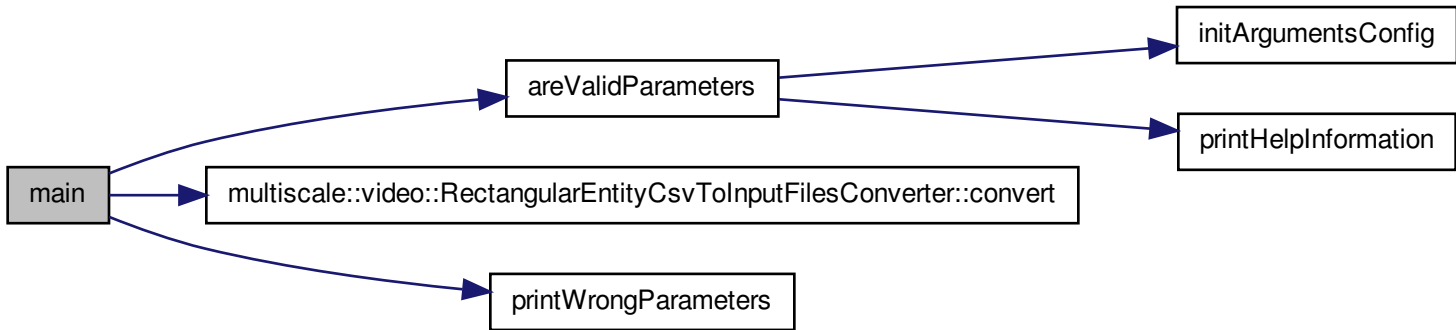 initArgumentsConfig
areValidParameters
printHelpInformation
main
multiscale::video::RectangularEntityCsvToInputFilesConverter::convert
printWrongParameters